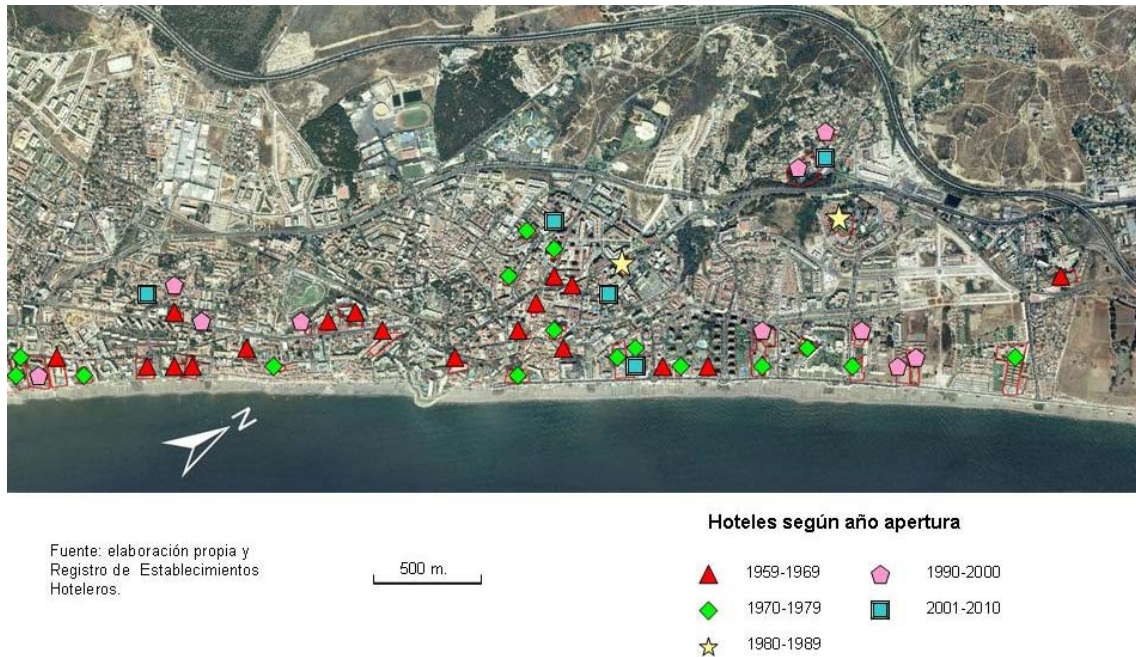 N
Hoteles según año apertura
Fuente: elaboración propia y
Registro de Establecimientos
Hoteleros.
500 m.
1959-1969
1990-2000
1970-1979
2001-2010
1980-1989